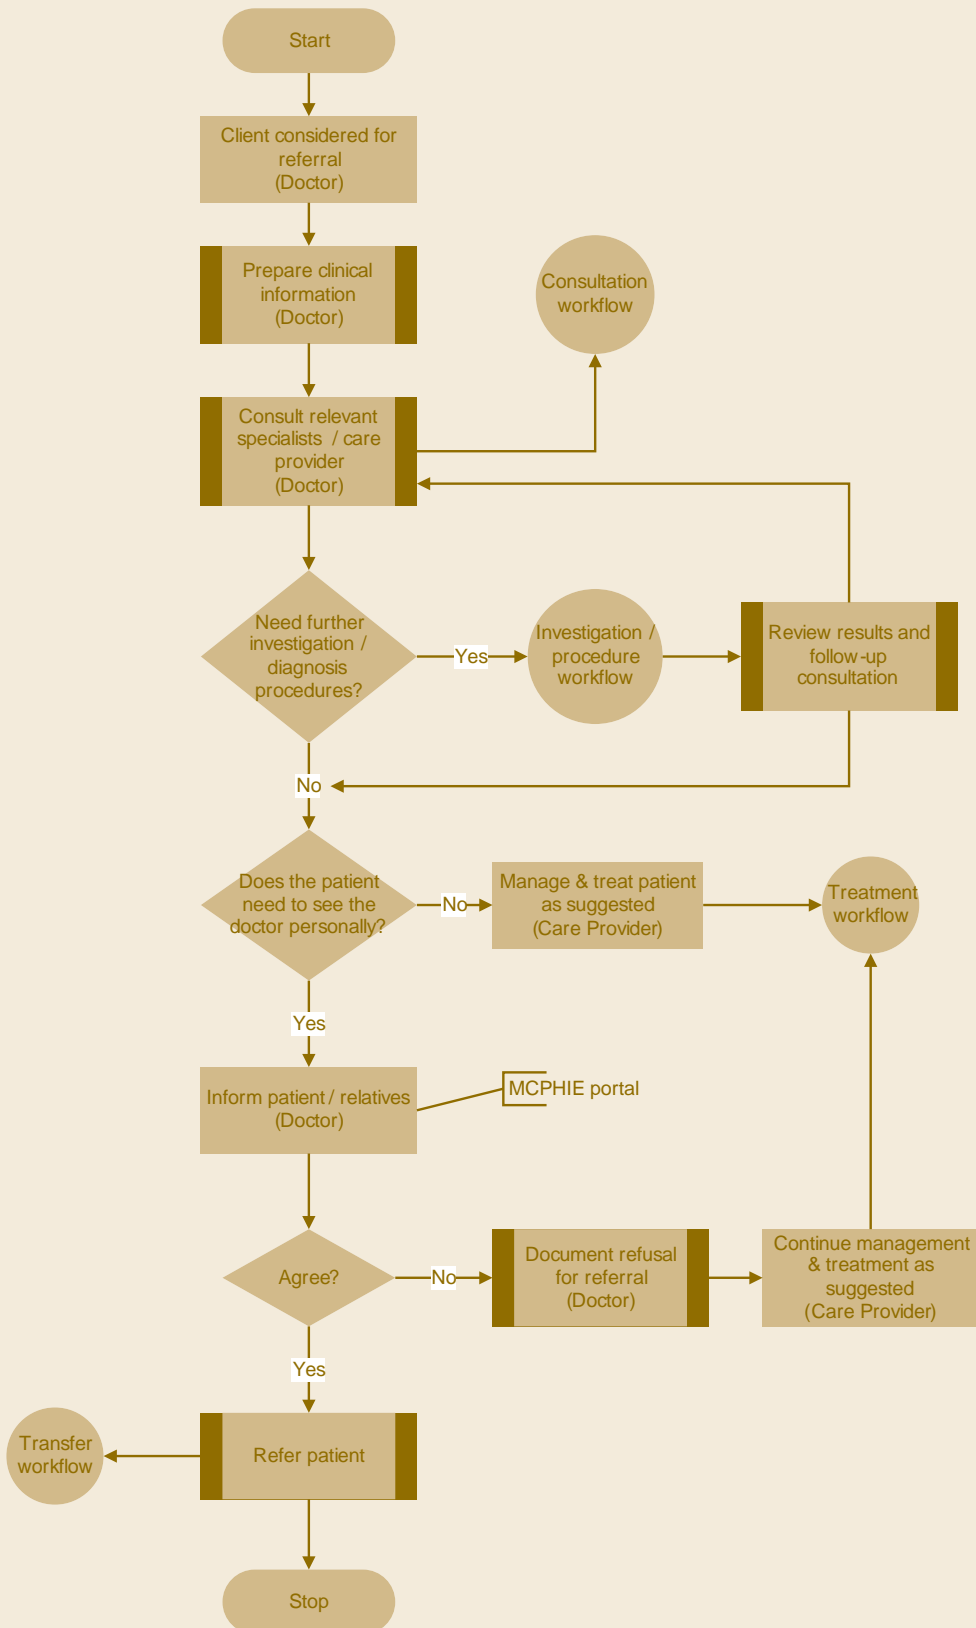 Start
Client considered for
referral
(Doctor)
Prepare clinical
information
(Doctor)
Consultation
workflow
Consult relevant
specialists / care
provider
(Doctor)
Need further
investigation /
diagnosis
procedures?
Yes
Investigation /
procedure
workflow
Review results and
follow-up
consultation
No
Does the patient
need to see the
doctor personally?
No
Manage & treat patient
as suggested
(Care Provider)
Treatment
workflow
Yes
Inform patient / relatives
(Doctor)
MCPHIE portal
Agree?
No
Document refusal
for referral
(Doctor)
Continue management
& treatment as
suggested
(Care Provider)
Yes
Transfer
workflow
Refer patient
Stop